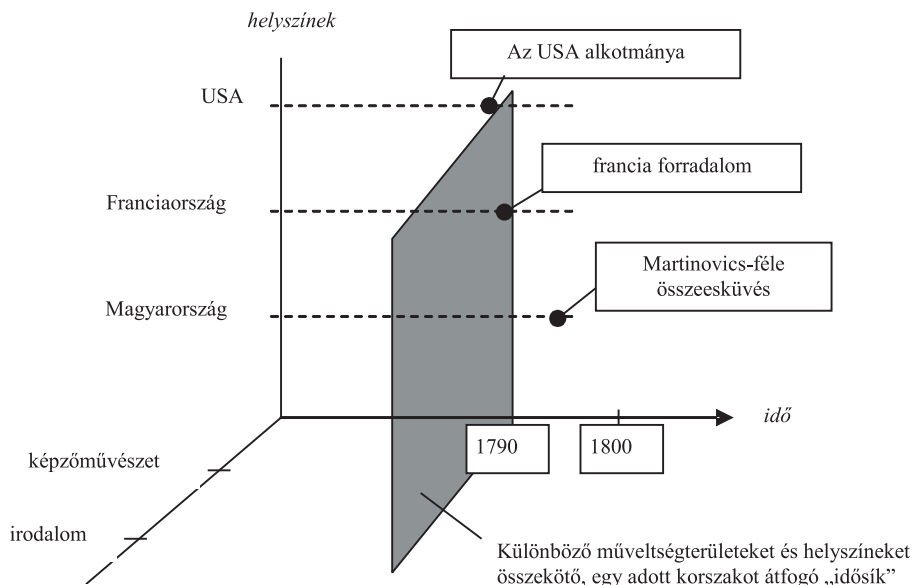 helyszínek
Az USA alkotmánya
USA
francia forradalom
Franciaország
Martinovics-féle
összeesküvés
Magyarország
idő
1790
1800
képzőművészet
irodalom
Különböző műveltségterületeket és helyszíneket
összekötő, egy adott korszakot átfogó „idősík”